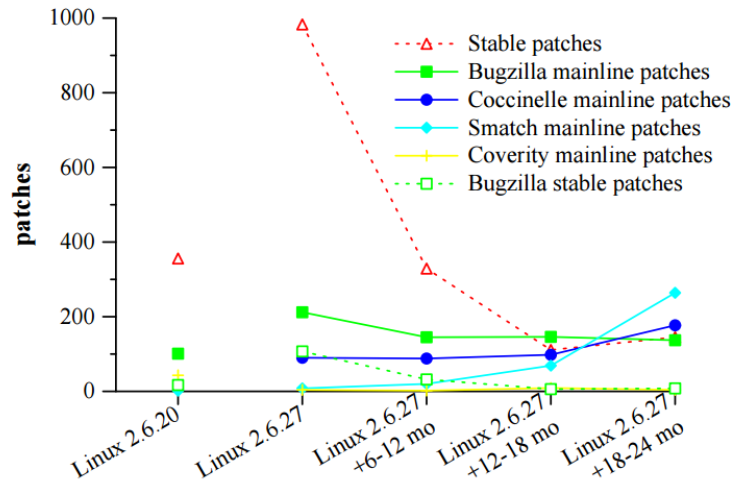 1000
800
600
400
200
0
patches
Stable patches
Bugzilla mainline patches
Coccinelle mainline patches
Smatch mainline patches
Coverity mainline patches
Bugzilla stable patches
Linux 2.6.20
Linux 2.6.27
Linux 2.6.27
+6-12 mo
Linux 2.6.27
+12-18 mo
Linux 2.6.27
+18-24 mo